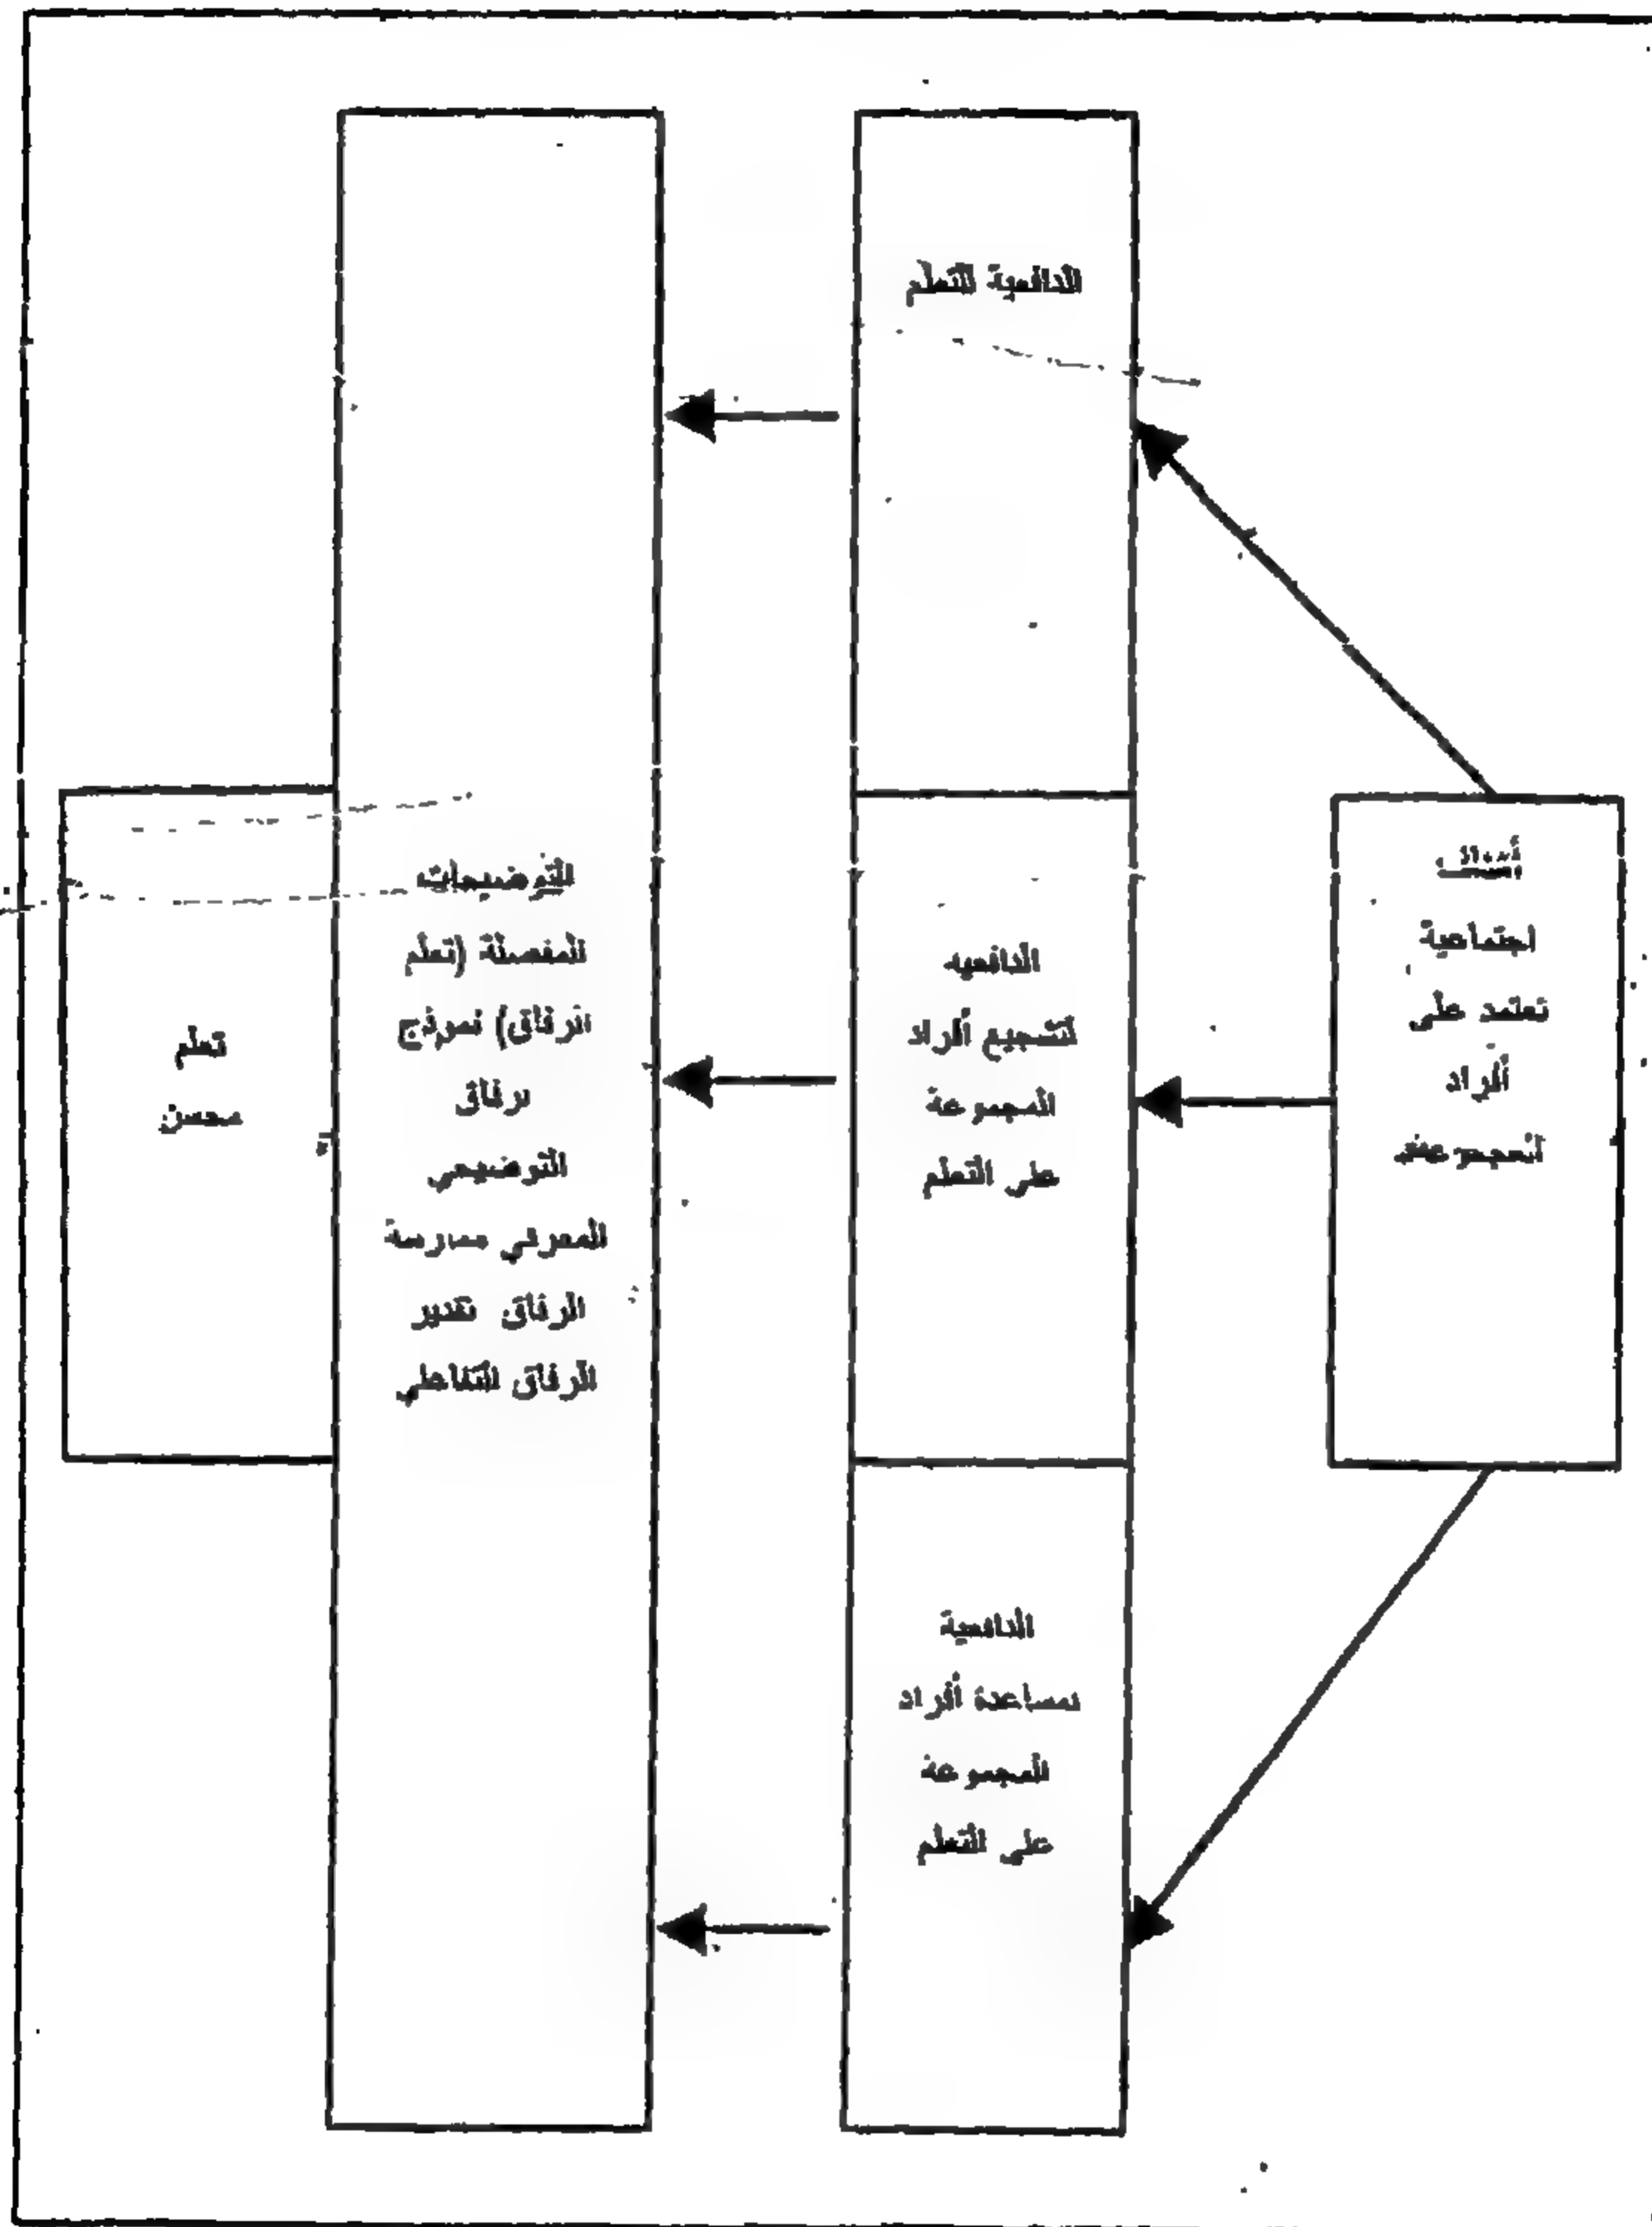 اجتماعية
تعتمد على
أفراد
المجموعة
الدافعية للتعلم
الدافعيه
لتشجيع أفراد
المجموعة
على التعلم
الدافعية
لمساعدة أفراد
المجموعة
على التعلم
التوضيحات
المفصلة (تعلم
الرفاق) نموذج
الرفاق
التوضيحي
المعرفي ممارسة
الرفاق تقدير
الرفاق التفاعلي
تعلم
محسن